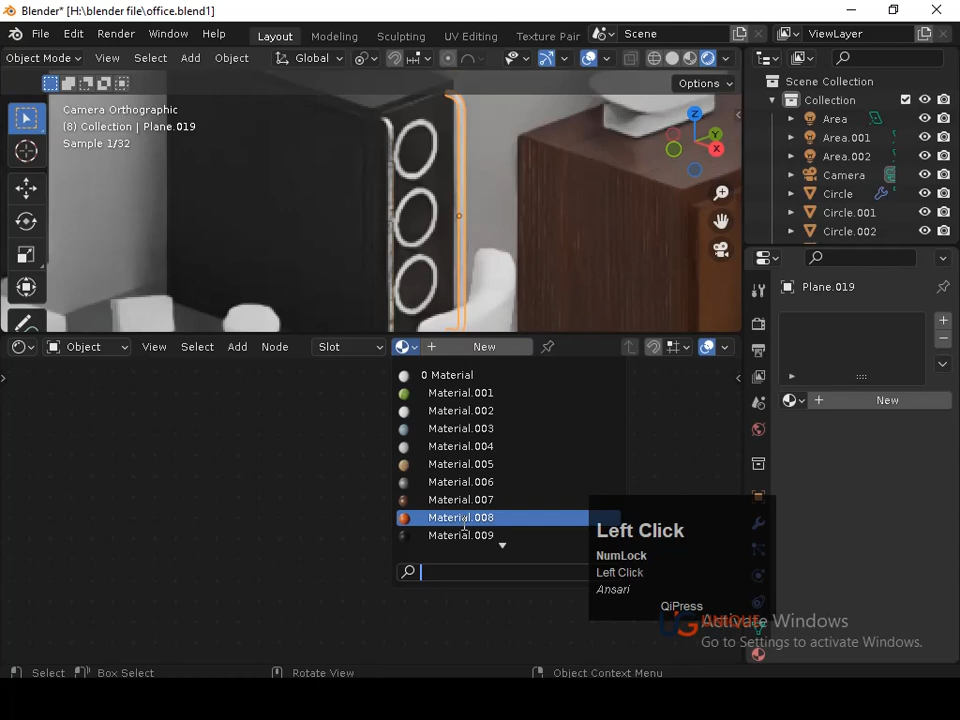 Blender* [H:\blender file\office.blend1]
File Edit Render Window Help Layout Modeling Sculpting UV Editing Texture Pair Scene ViewLayer
Object Mode View Select Add Object Global
Options
Camera Orthographic
(8) Collection | Plane.019
Sample 1/32
Z
Y
X
Scene Collection
Collection
Area
Area.001
Area.002
Camera
Circle
Circle.001
Circle.002
Plane.019
New
Object View Select Add Node Slot New
0 Material
Material.001
Material.002
Material.003
Material.004
Material.005
Material.006
Material.007
Material.008
Material.009
Left Click
NumLock
Left Click
Ansari
QiPress
Activate Windows
Go to Settings to activate Windows.
Select Box Select Rotate View Object Context Menu